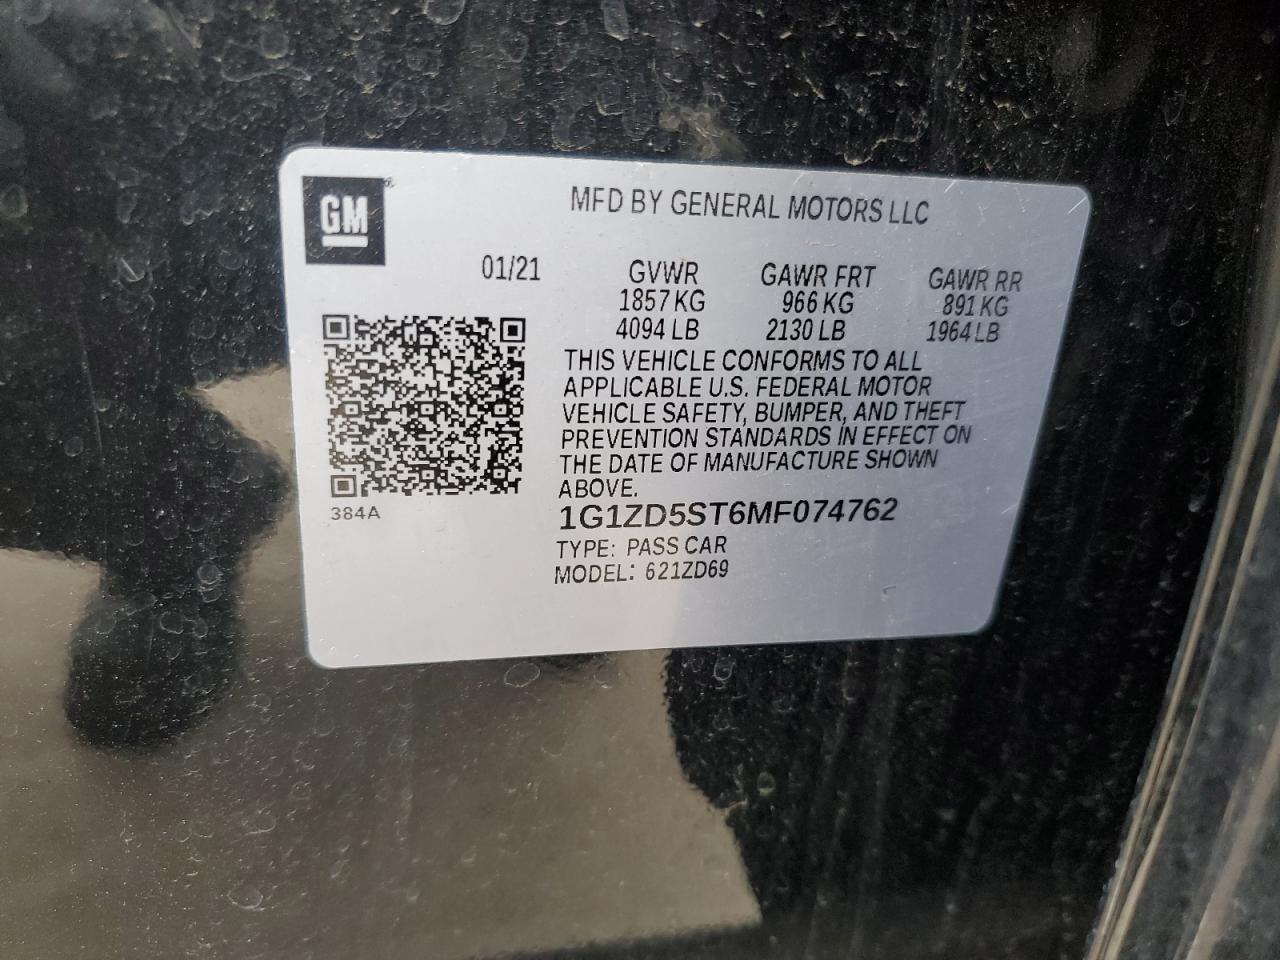 GM
MFD BY GENERAL MOTORS LLC
01/21
GVWR GAWR FRT GAWR RR
1857 KG 966 KG 891 KG
4094 LB 2130 LB 1964 LB
THIS VEHICLE CONFORMS TO ALL
APPLICABLE U.S. FEDERAL MOTOR
VEHICLE SAFETY, BUMPER, AND THEFT
PREVENTION STANDARDS IN EFFECT ON
THE DATE OF MANUFACTURE SHOWN
ABOVE.
384A
1G1ZD5ST6MF074762
TYPE: PASS CAR
MODEL: 621ZD69